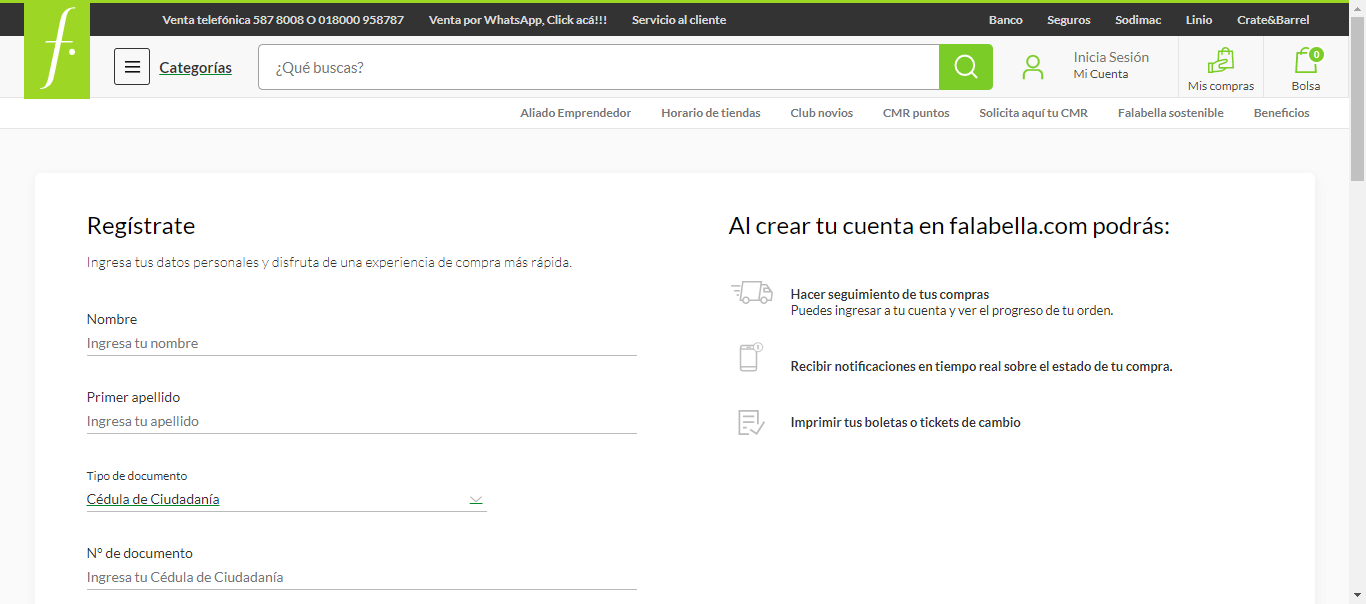 Venta telefónica 587 8008 O 018000 958787 Venta por WhatsApp, Click acá!!! Servicio al cliente Banco Seguros Sodimac Linio Crate&Barrel
f.
Categorías
¿Qué buscas?
Inicia Sesión
Mi Cuenta
Mis compras
0
Bolsa
Aliado Emprendedor Horario de tiendas Club novios CMR puntos Solicita aquí tu CMR Falabella sostenible Beneficios
Regístrate
Ingresa tus datos personales y disfruta de una experiencia de compra más rápida.
Nombre
Ingresa tu nombre
Primer apellido
Ingresa tu apellido
Tipo de documento
Cédula de Ciudadanía
N° de documento
Ingresa tu Cédula de Ciudadanía
Al crear tu cuenta en falabella.com podrás:
Hacer seguimiento de tus compras
Puedes ingresar a tu cuenta y ver el progreso de tu orden.
Recibir notificaciones en tiempo real sobre el estado de tu compra.
Imprimir tus boletas o tickets de cambio